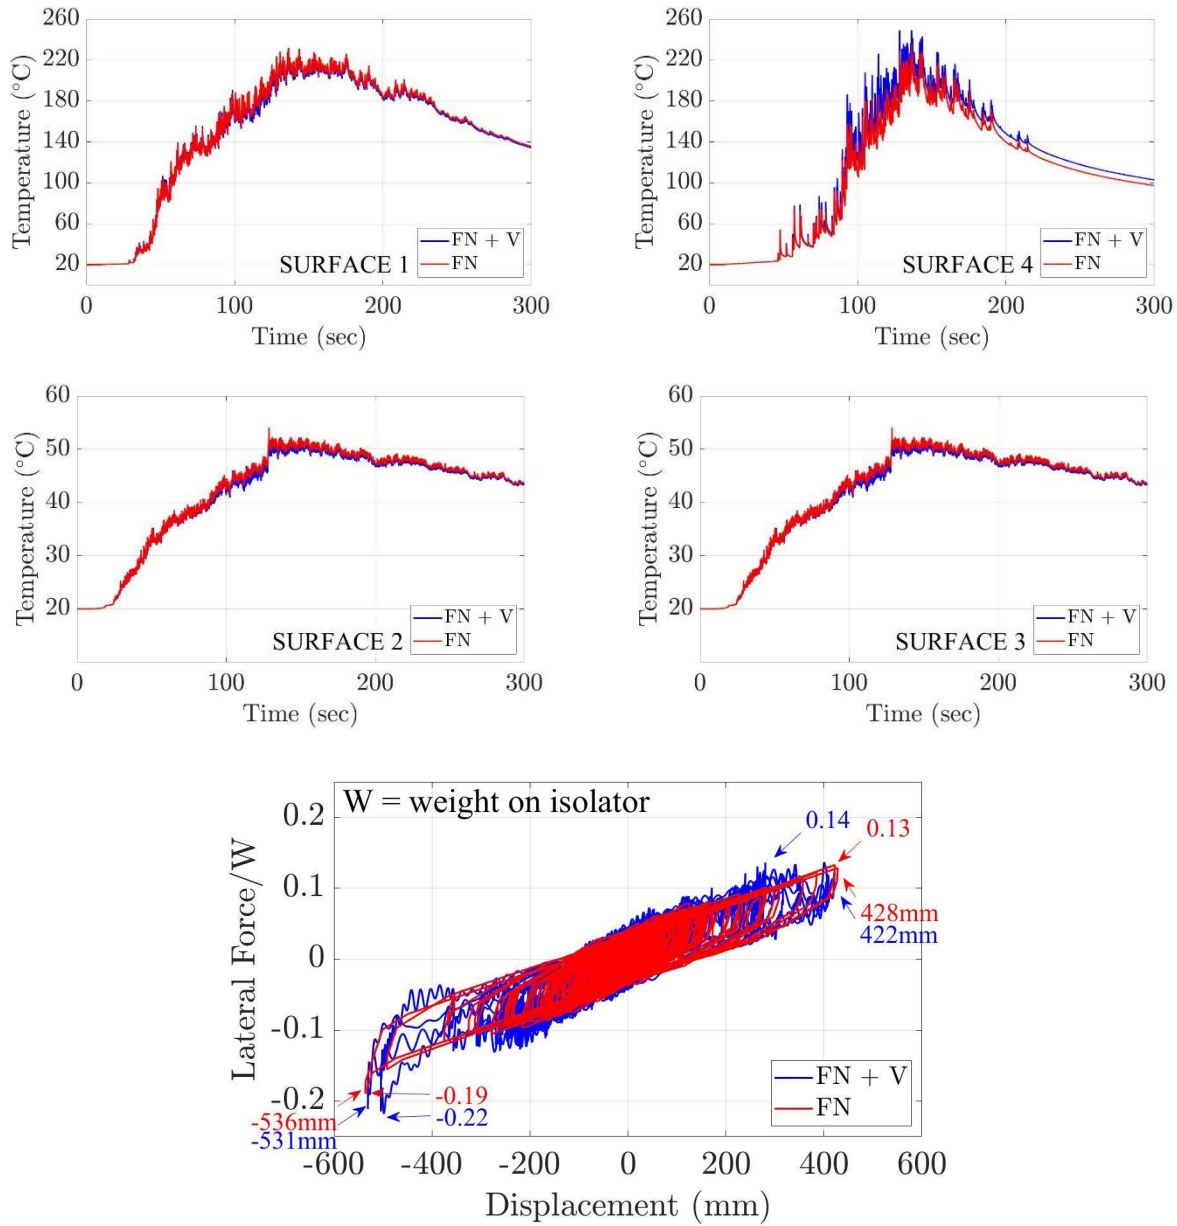 260
220
180
140
100
60
20
Temperature (°C)
FN + V
FN
SURFACE 1
0 100 200 300
Time (sec)
260
220
180
140
100
60
20
Temperature (°C)
FN + V
FN
SURFACE 4
0 100 200 300
Time (sec)
60
50
40
30
20
Temperature (°C)
FN + V
FN
SURFACE 2
0 100 200 300
Time (sec)
60
50
40
30
20
Temperature (°C)
FN + V
FN
SURFACE 3
0 100 200 300
Time (sec)
W = weight on isolator
0.2
0.1
0
-0.1
-0.2
Lateral Force/W
0.14
0.13
428mm
422mm
-0.19
-0.22
-536mm
-531mm
FN + V
FN
-600 -400 -200 0 200 400 600
Displacement (mm)